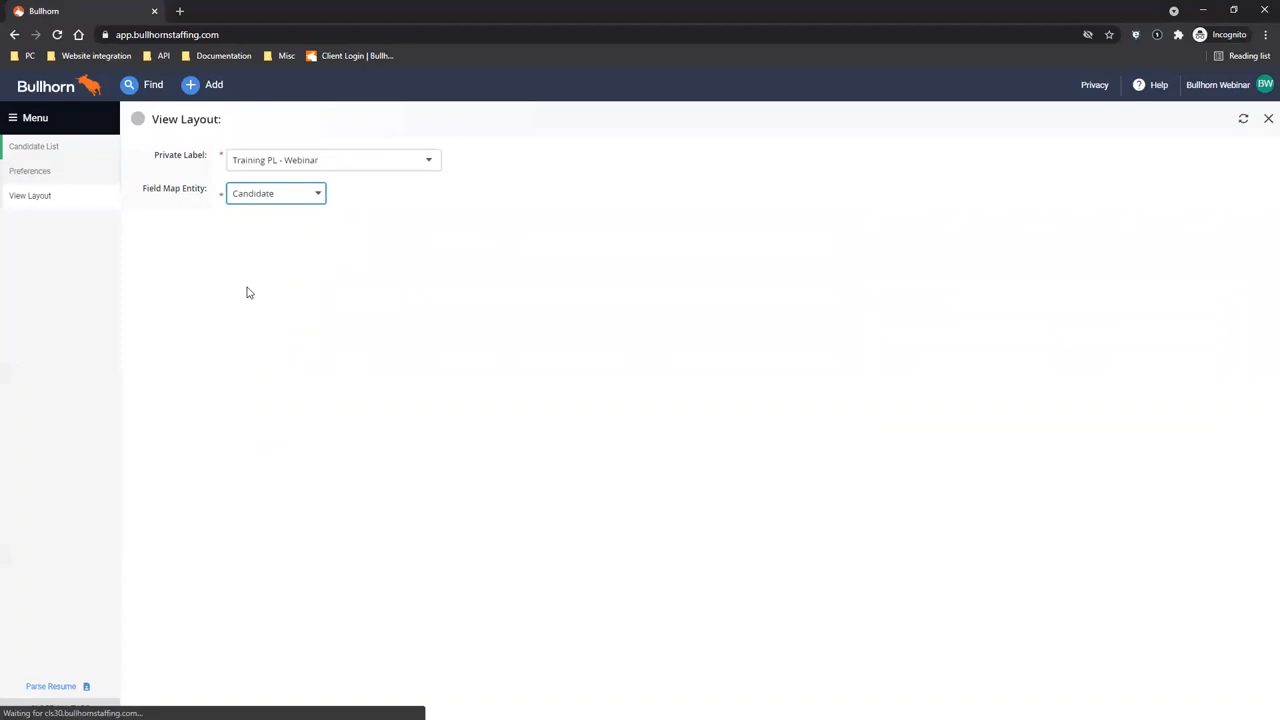 Bullhorn
app.bullhornstaffing.com
Incognito
PC
Website integration
API
Documentation
Misc
Client Login | Bullh...
Reading list
Bullhorn
Find
Add
Privacy
Help
Bullhorn Webinar
BW
Menu
View Layout:
Candidate List
Private Label:
*
Training PL - Webinar
Preferences
Field Map Entity:
*
Candidate
View Layout
Parse Resume
Waiting for cls30.bullhornstaffing.com...